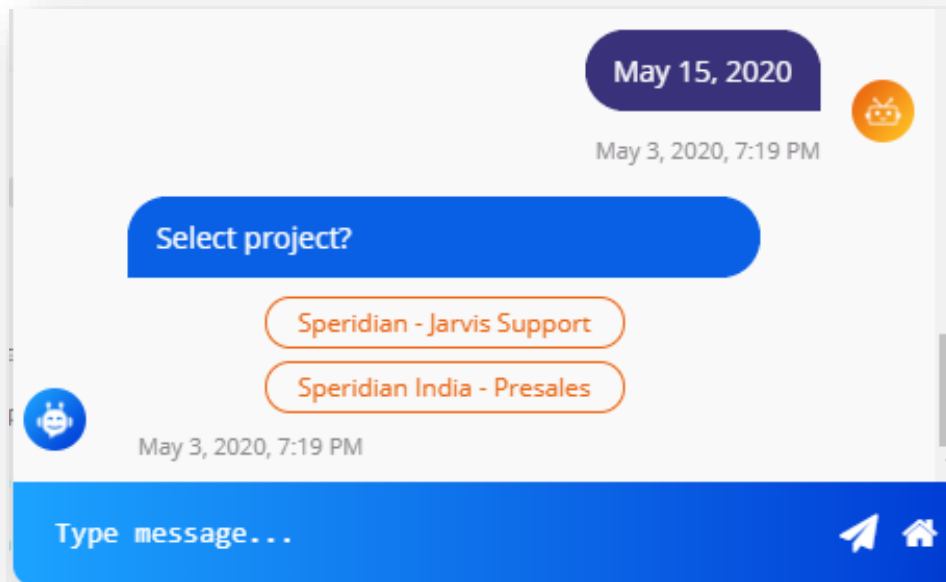 May 15, 2020
May 3, 2020, 7:19 PM
Select project?
Speridian - Jarvis Support
Speridian India - Presales
May 3, 2020, 7:19 PM
Type message...